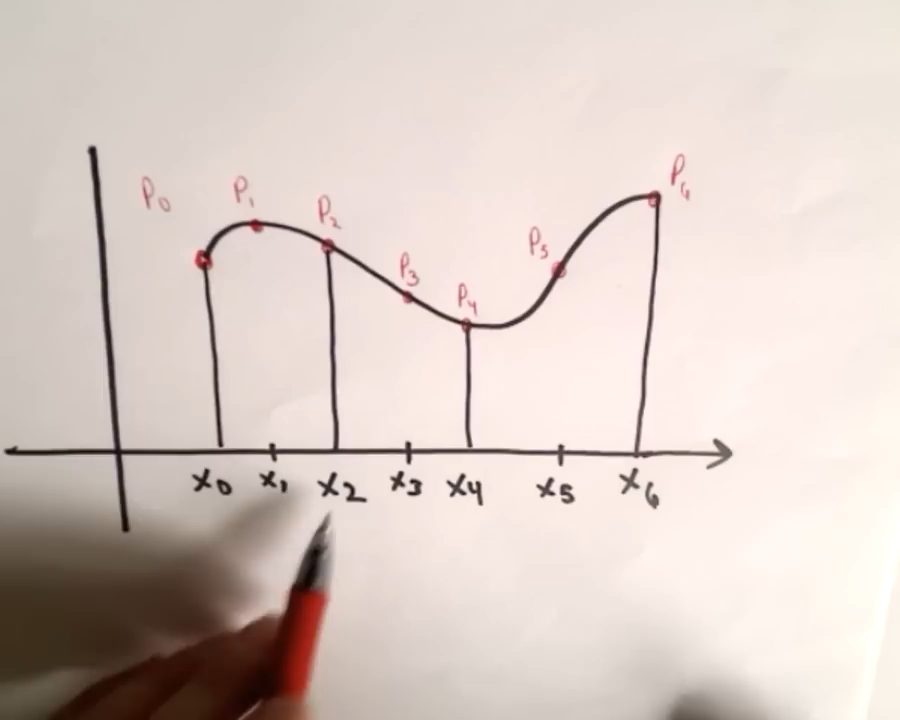 P₀ P₁ P₂ P₃ P₄ P₅ P₆
x₀ x₁ x₂ x₃ x₄ x₅ x₆